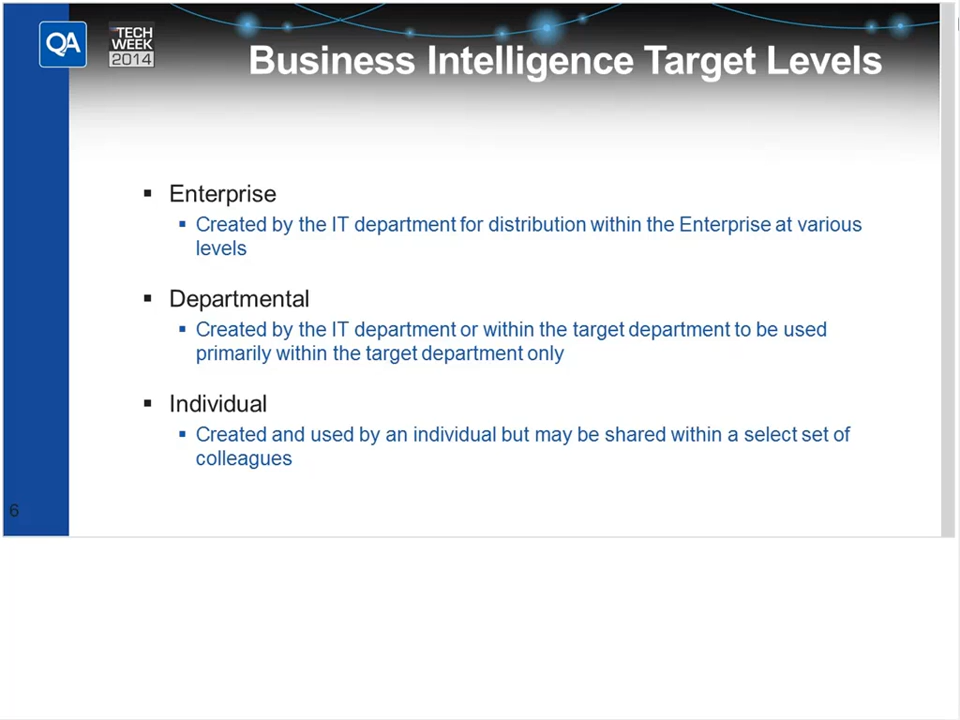 QA
TECH
WEEK
2014
Business Intelligence Target Levels
▪ Enterprise
▪ Created by the IT department for distribution within the Enterprise at various
levels
▪ Departmental
▪ Created by the IT department or within the target department to be used
primarily within the target department only
▪ Individual
▪ Created and used by an individual but may be shared within a select set of
colleagues
6